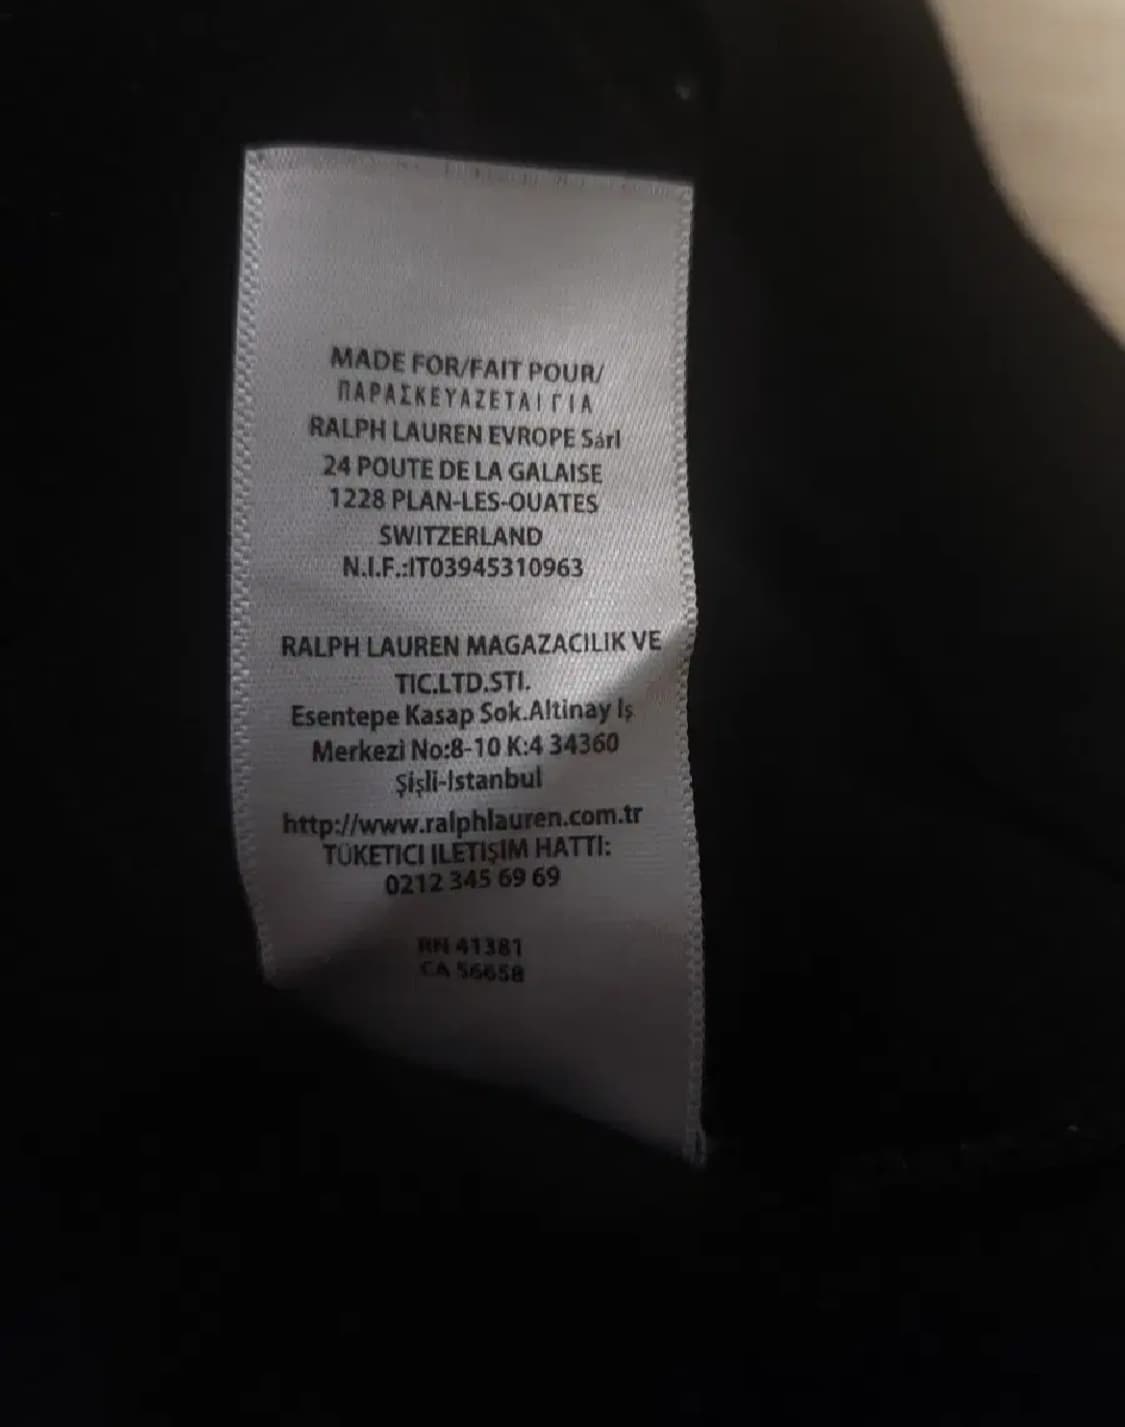 MADE FOR/FAIT POUR/
ΠΑΡΑΣΚΕΥΑΖΕΤΑΙ ΓΙΑ
RALPH LAUREN EVROPE Sárl
24 POUTE DE LA GALAISE
1228 PLAN-LES-OUATES
SWITZERLAND
N.I.F.:IT03945310963
RALPH LAUREN MAGAZACILIK VE
TIC.LTD.STI.
Esentepe Kasap Sok.Altinay Iş
Merkezi No:8-10 K:4 34360
Şişli-Istanbul
http://www.ralphlauren.com.tr
TÜKETICI ILETIŞIM HATTI:
0212 345 69 69
RN 41381
CA 56658